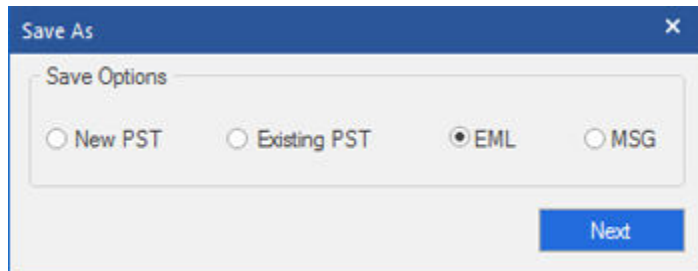 Save As
Save Options
New PST Existing PST EML MSG
Next